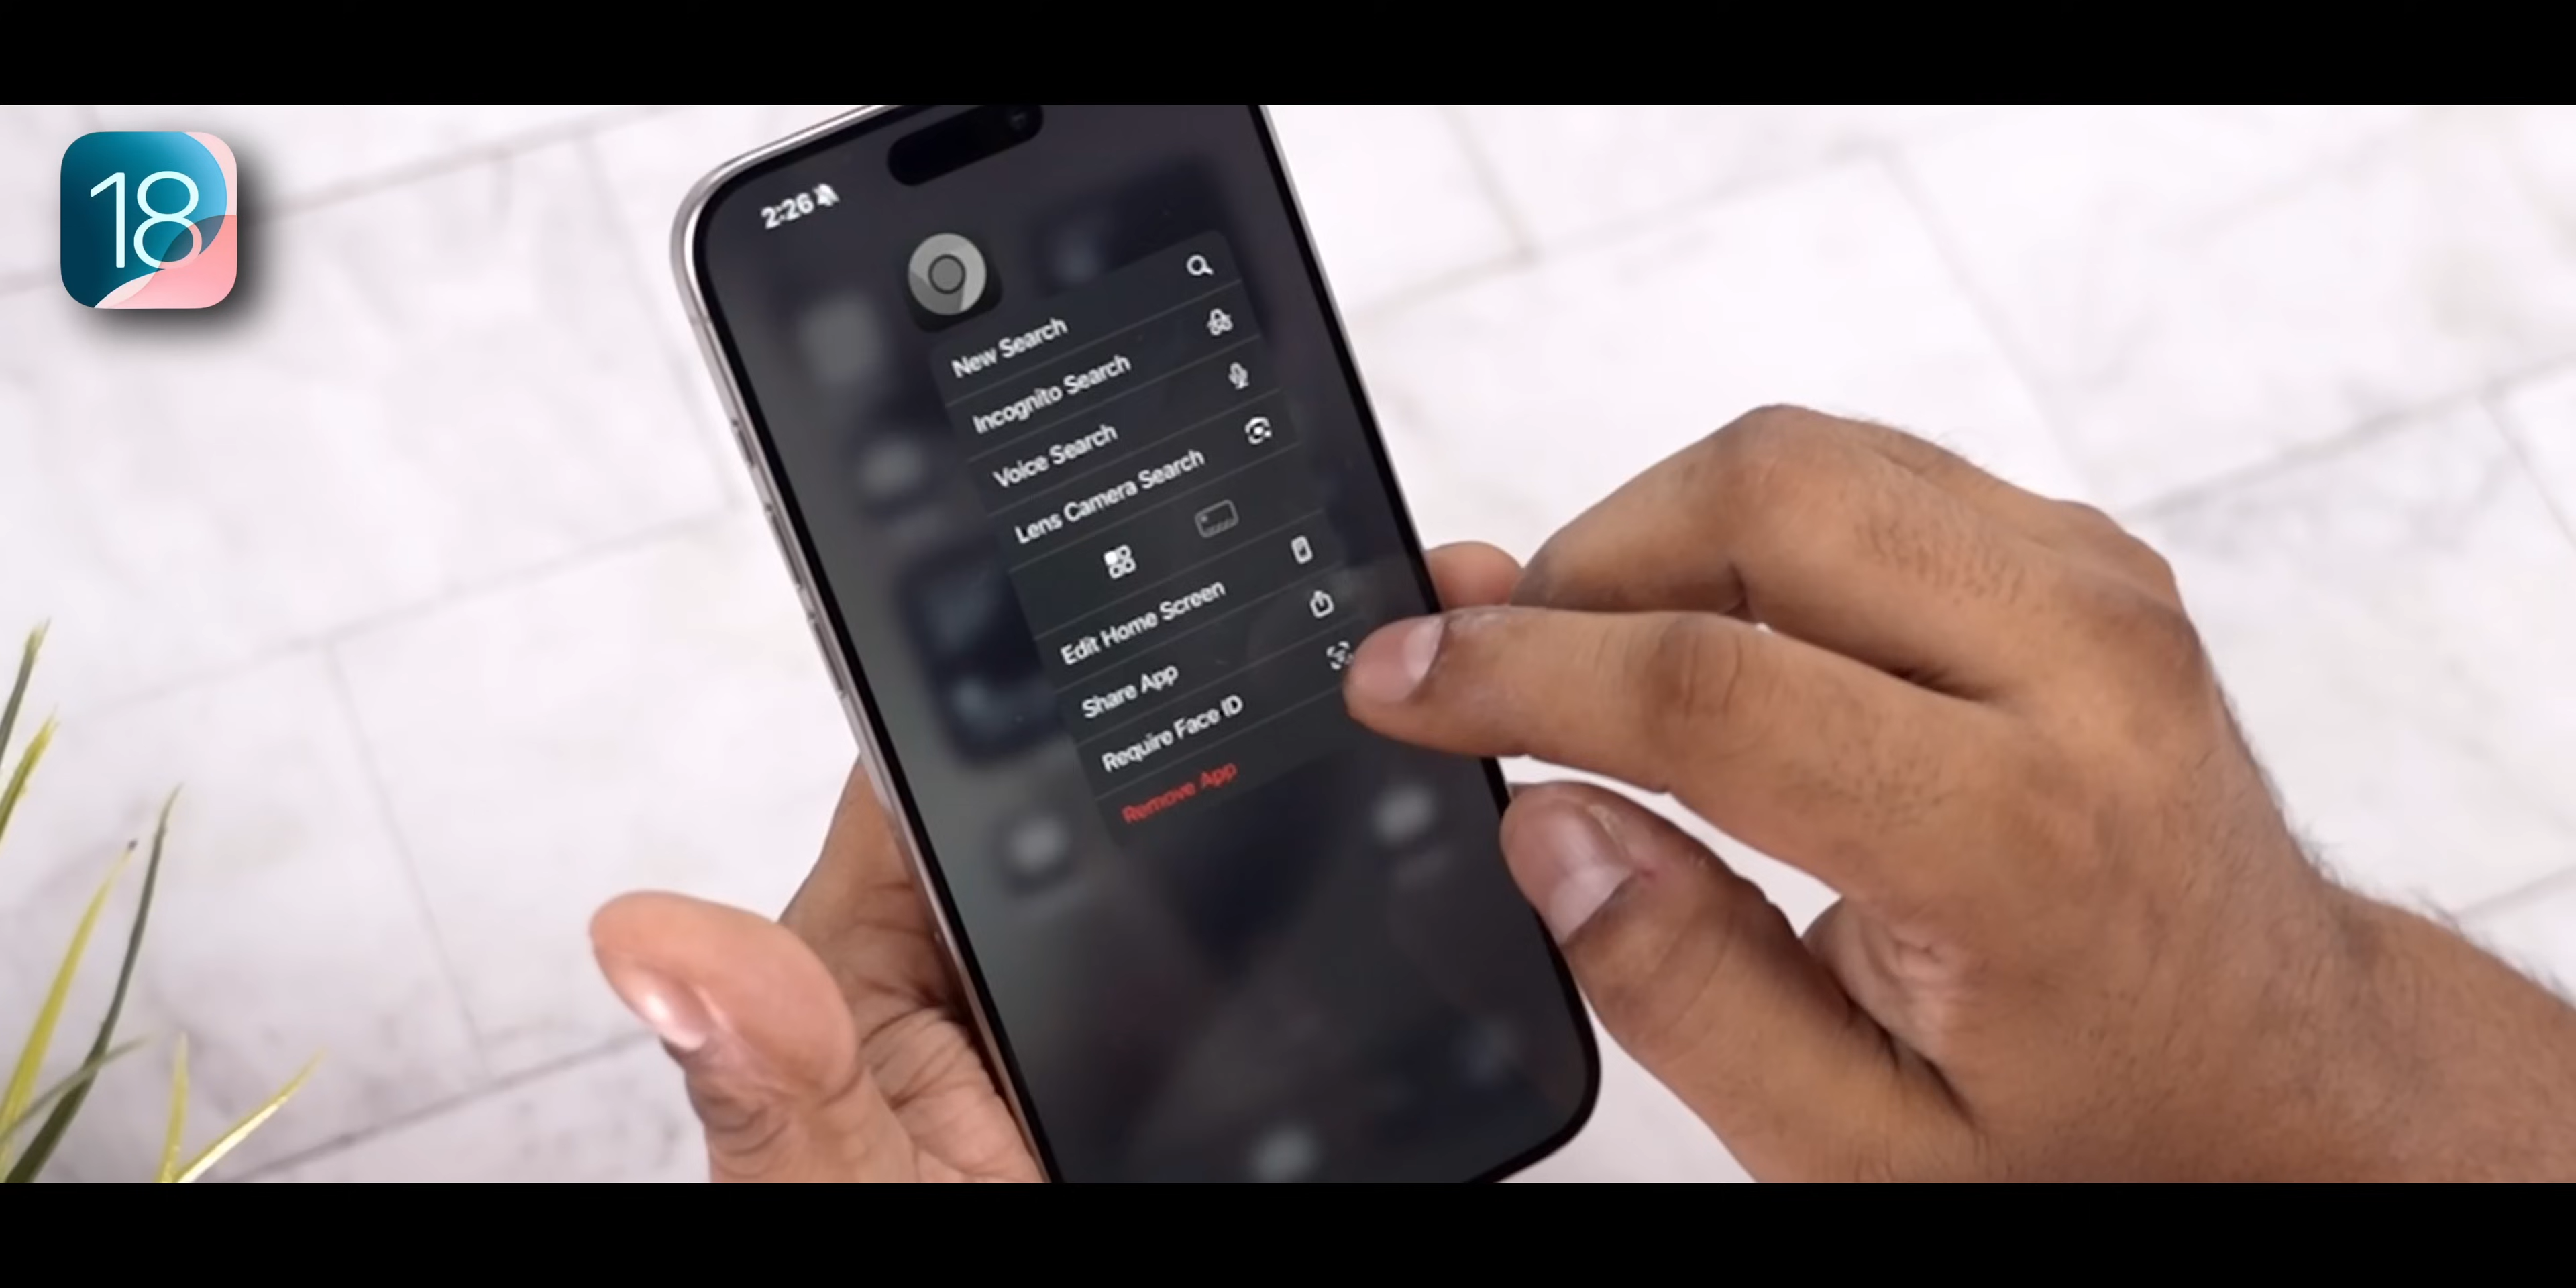 18
2:26
New Search
Incognito Search
Voice Search
Lens Camera Search
Edit Home Screen
Share App
Require Face ID
Remove App